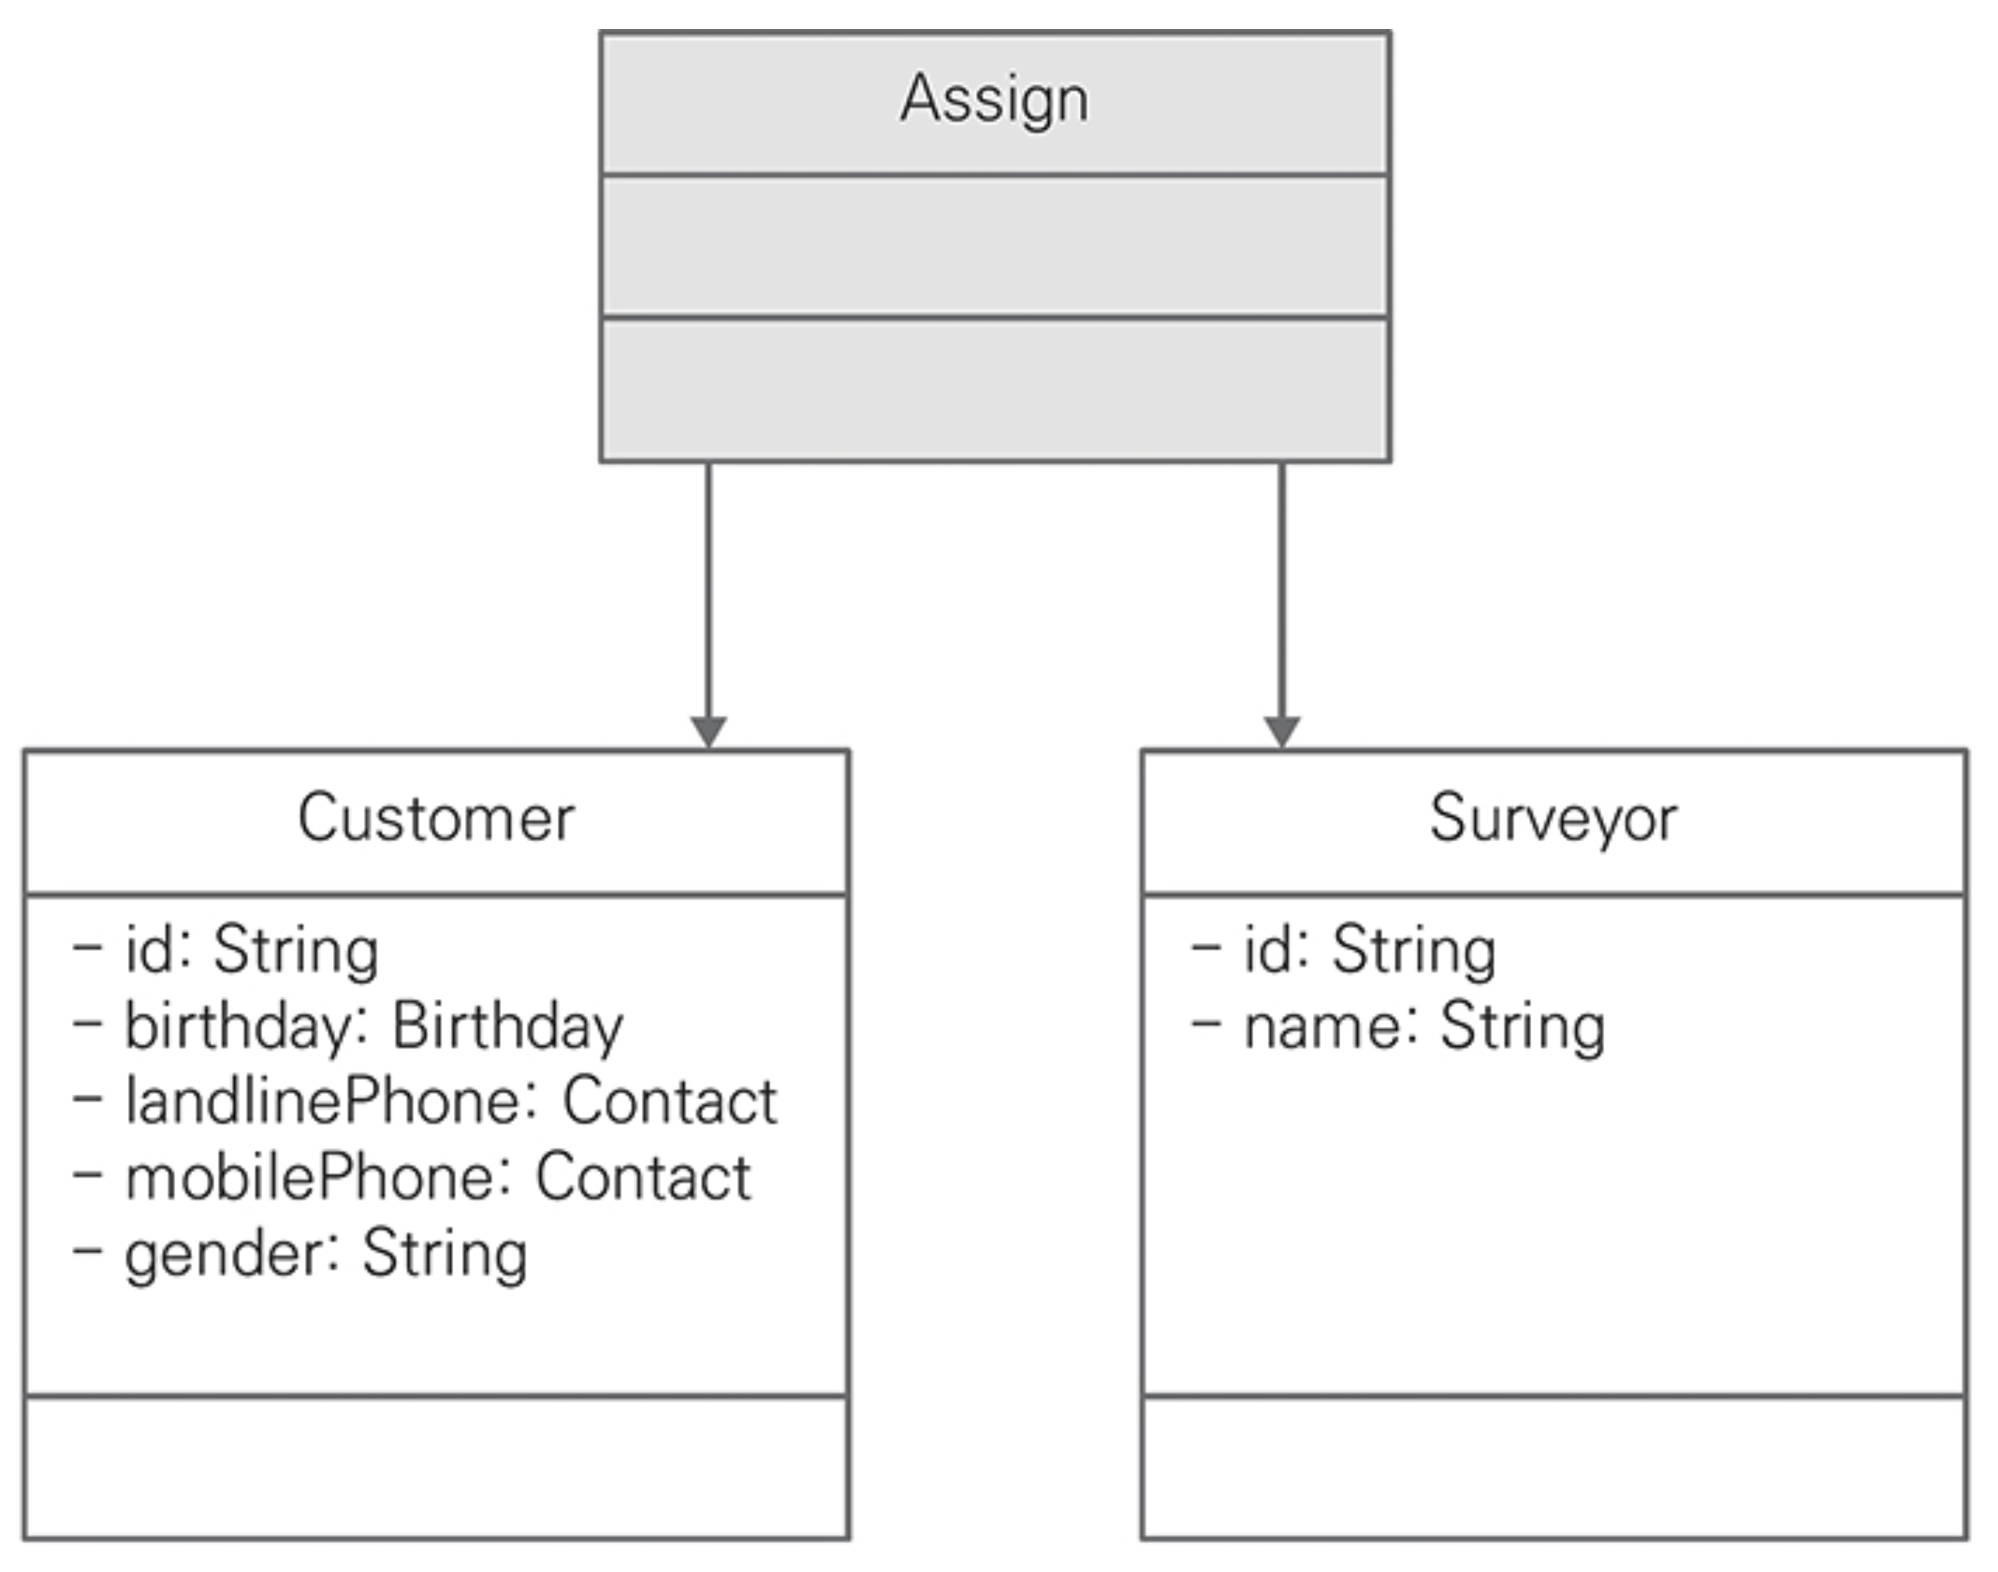 Assign
Customer
- id: String
- birthday: Birthday
- landlinePhone: Contact
- mobilePhone: Contact
- gender: String
Surveyor
- id: String
- name: String